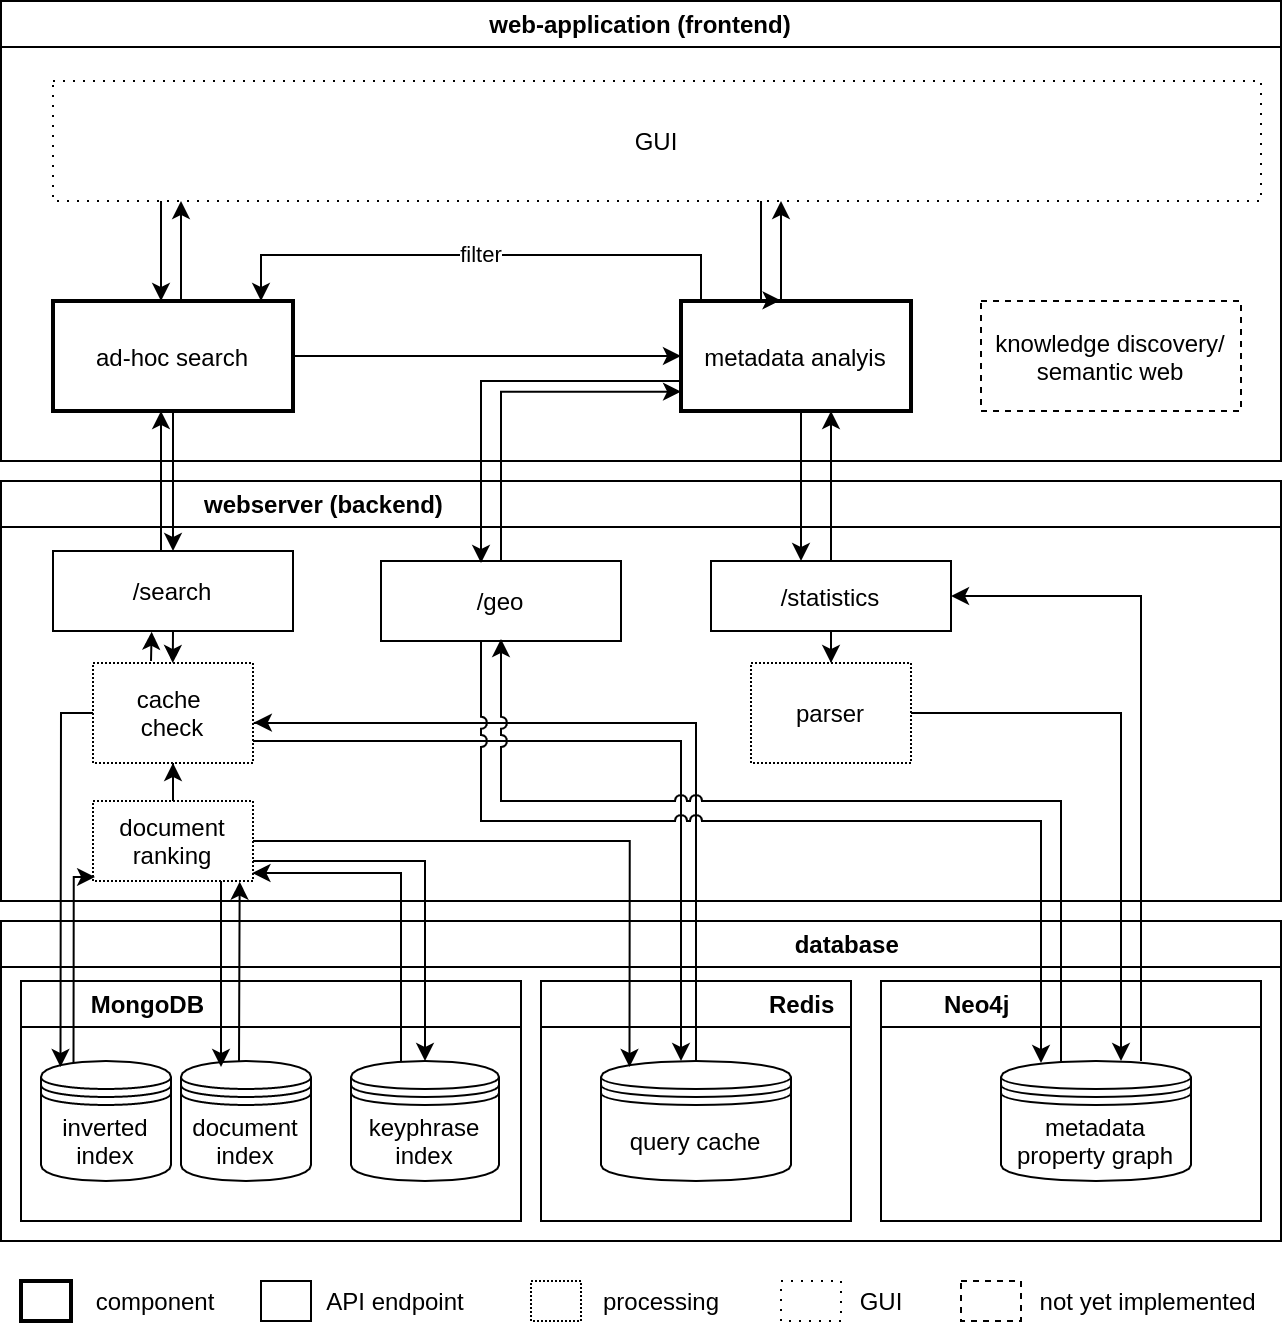 web-application (frontend)
GUI
filter
ad-hoc search
metadata analyis
knowledge discovery/
semantic web
webserver (backend)
/search
/geo
/statistics
cache
check
parser
document
ranking
database
MongoDB
Redis
Neo4j
inverted
index
document
index
keyphrase
index
query cache
metadata
property graph
component
API endpoint
processing
GUI
not yet implemented